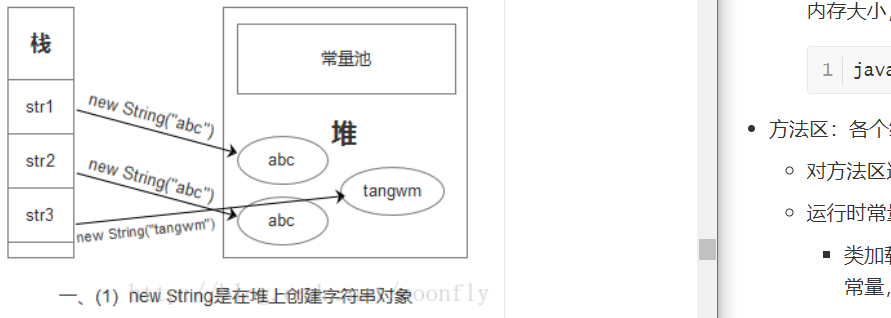 栈
str1
str2
str3
new String("abc")
new String("abc")
new String("tangwm")
常量池
堆
abc
tangwm
abc
一、(1) new String是在堆上创建字符串对象
内存大小,
1 java
方法区：各个
对方法区
运行时常量
类加载
常量,